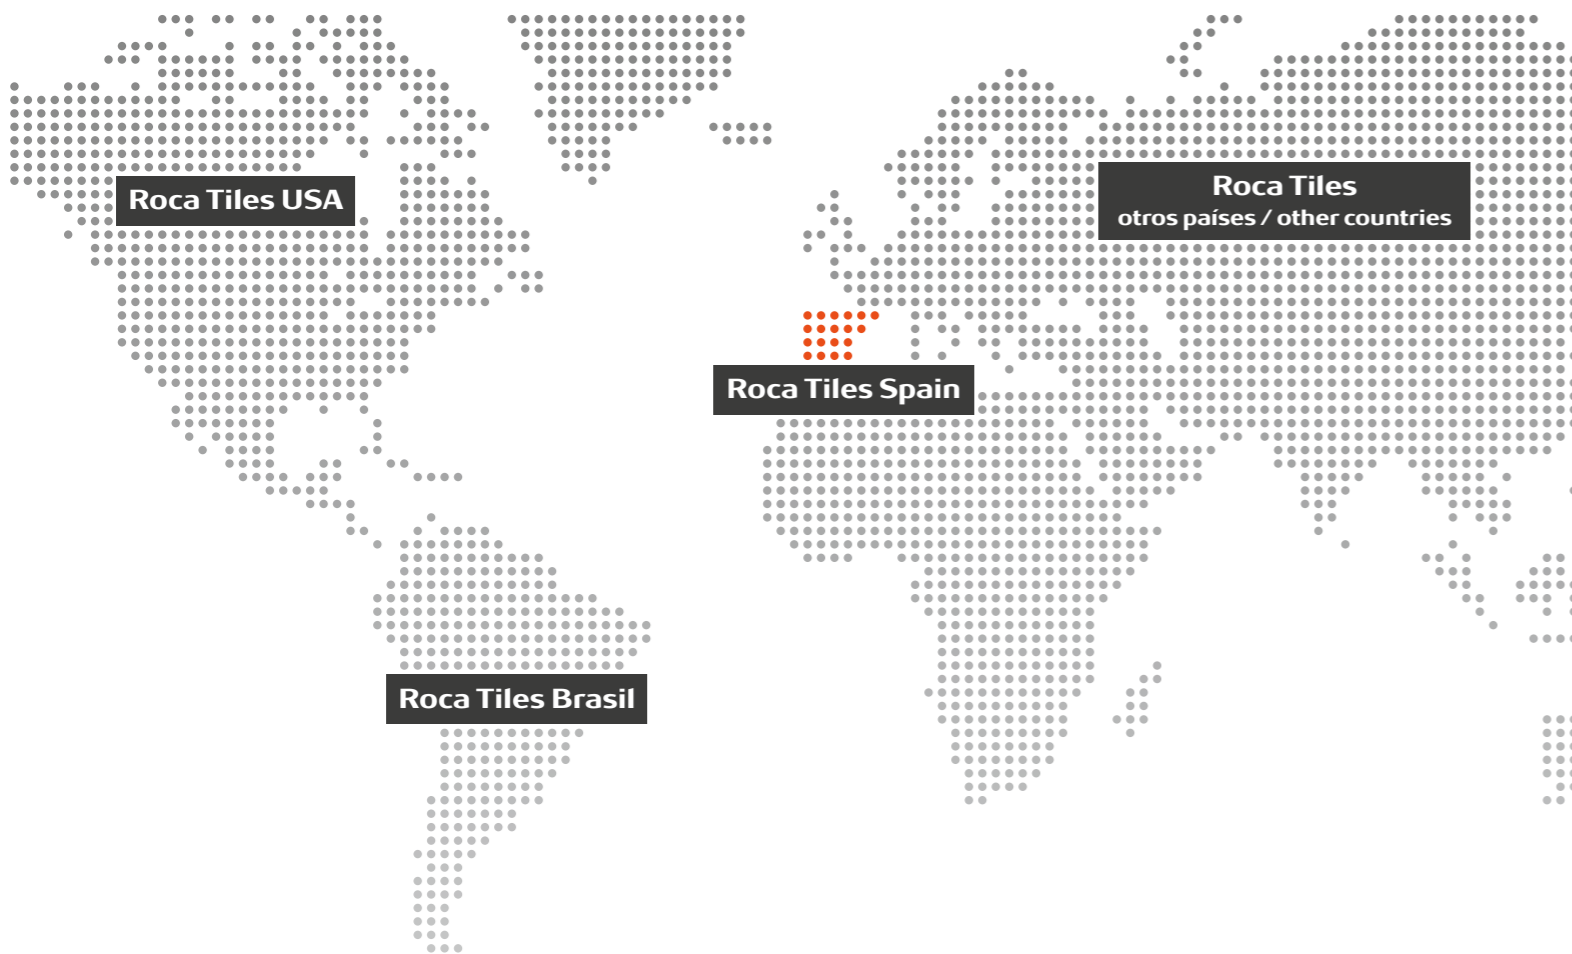 Roca Tiles USA
Roca Tiles
otros países / other countries
Roca Tiles Spain
Roca Tiles Brasil